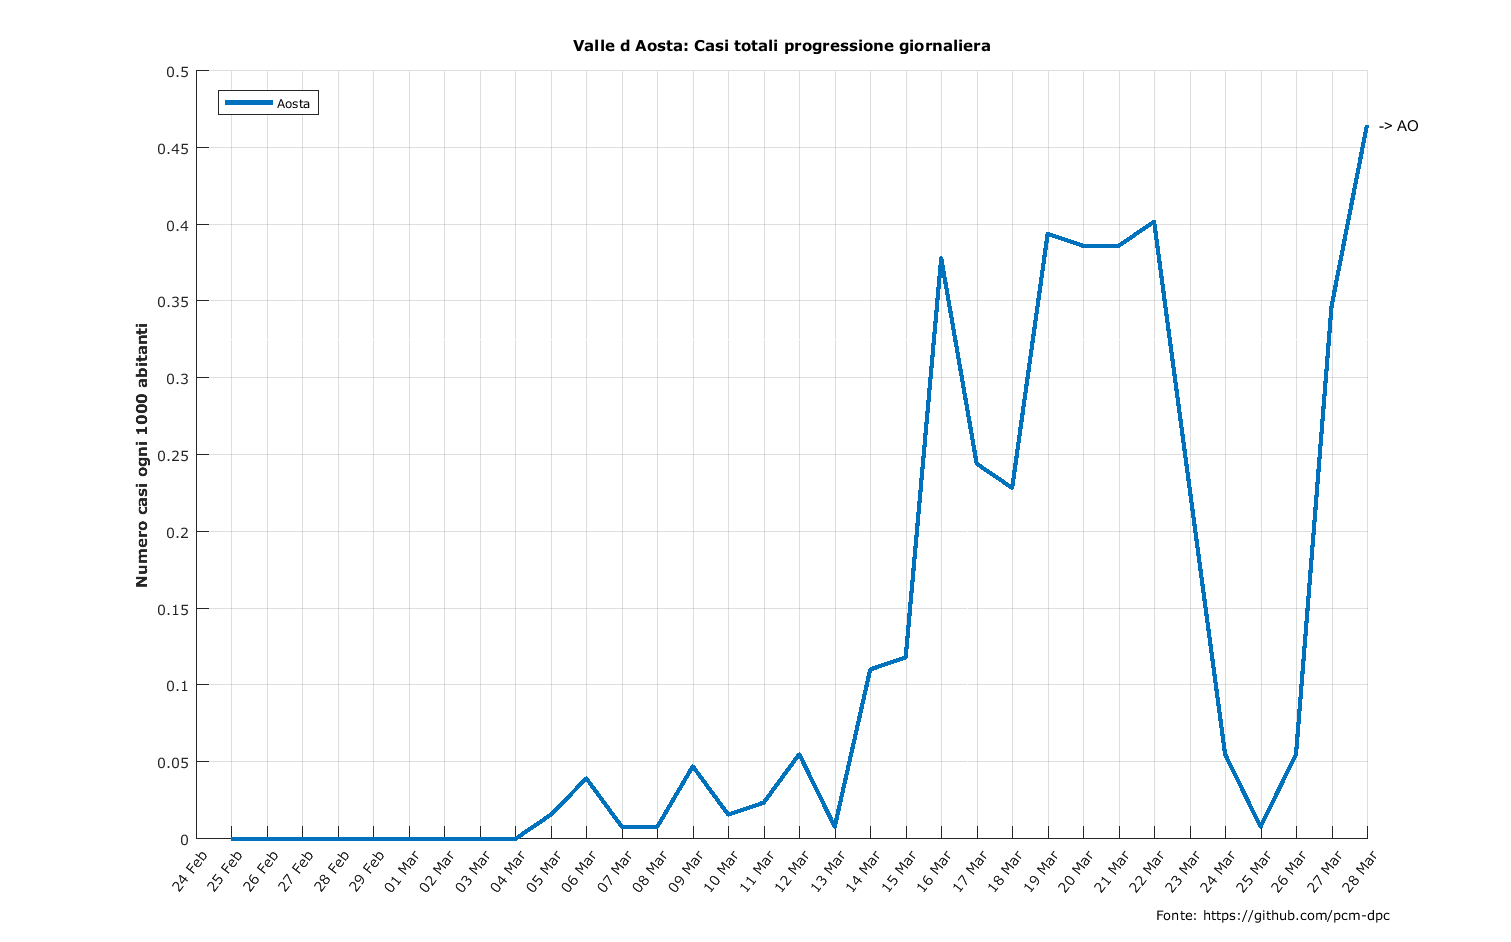 Valle d Aosta: Casi totali progressione giornaliera
Aosta
-> AO
Numero casi ogni 1000 abitanti
0.5
0.45
0.4
0.35
0.3
0.25
0.2
0.15
0.1
0.05
0
24 Feb
25 Feb
26 Feb
27 Feb
28 Feb
29 Feb
01 Mar
02 Mar
03 Mar
04 Mar
05 Mar
06 Mar
07 Mar
08 Mar
09 Mar
10 Mar
11 Mar
12 Mar
13 Mar
14 Mar
15 Mar
16 Mar
17 Mar
18 Mar
19 Mar
20 Mar
21 Mar
22 Mar
23 Mar
24 Mar
25 Mar
26 Mar
27 Mar
28 Mar
Fonte: https://github.com/pcm-dpc